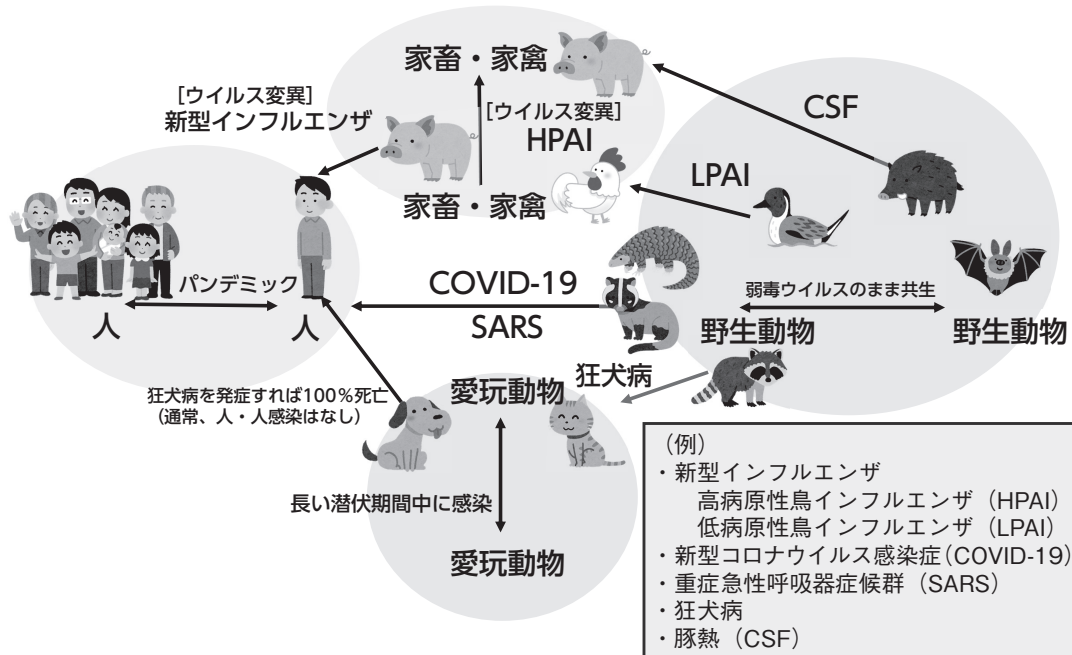 家畜・家禽
[ウイルス変異]
新型インフルエンザ
[ウイルス変異]
HPAI
CSF
家畜・家禽
LPAI
パンデミック
人
人
COVID-19
SARS
弱毒ウイルスのまま共生
野生動物
野生動物
狂犬病
狂犬病を発症すれば100％死亡
（通常、人・人感染はなし）
愛玩動物
長い潜伏期間中に感染
愛玩動物
（例）
・新型インフルエンザ
高病原性鳥インフルエンザ（HPAI）
低病原性鳥インフルエンザ（LPAI）
・新型コロナウイルス感染症（COVID-19）
・重症急性呼吸器症候群（SARS）
・狂犬病
・豚熱（CSF）